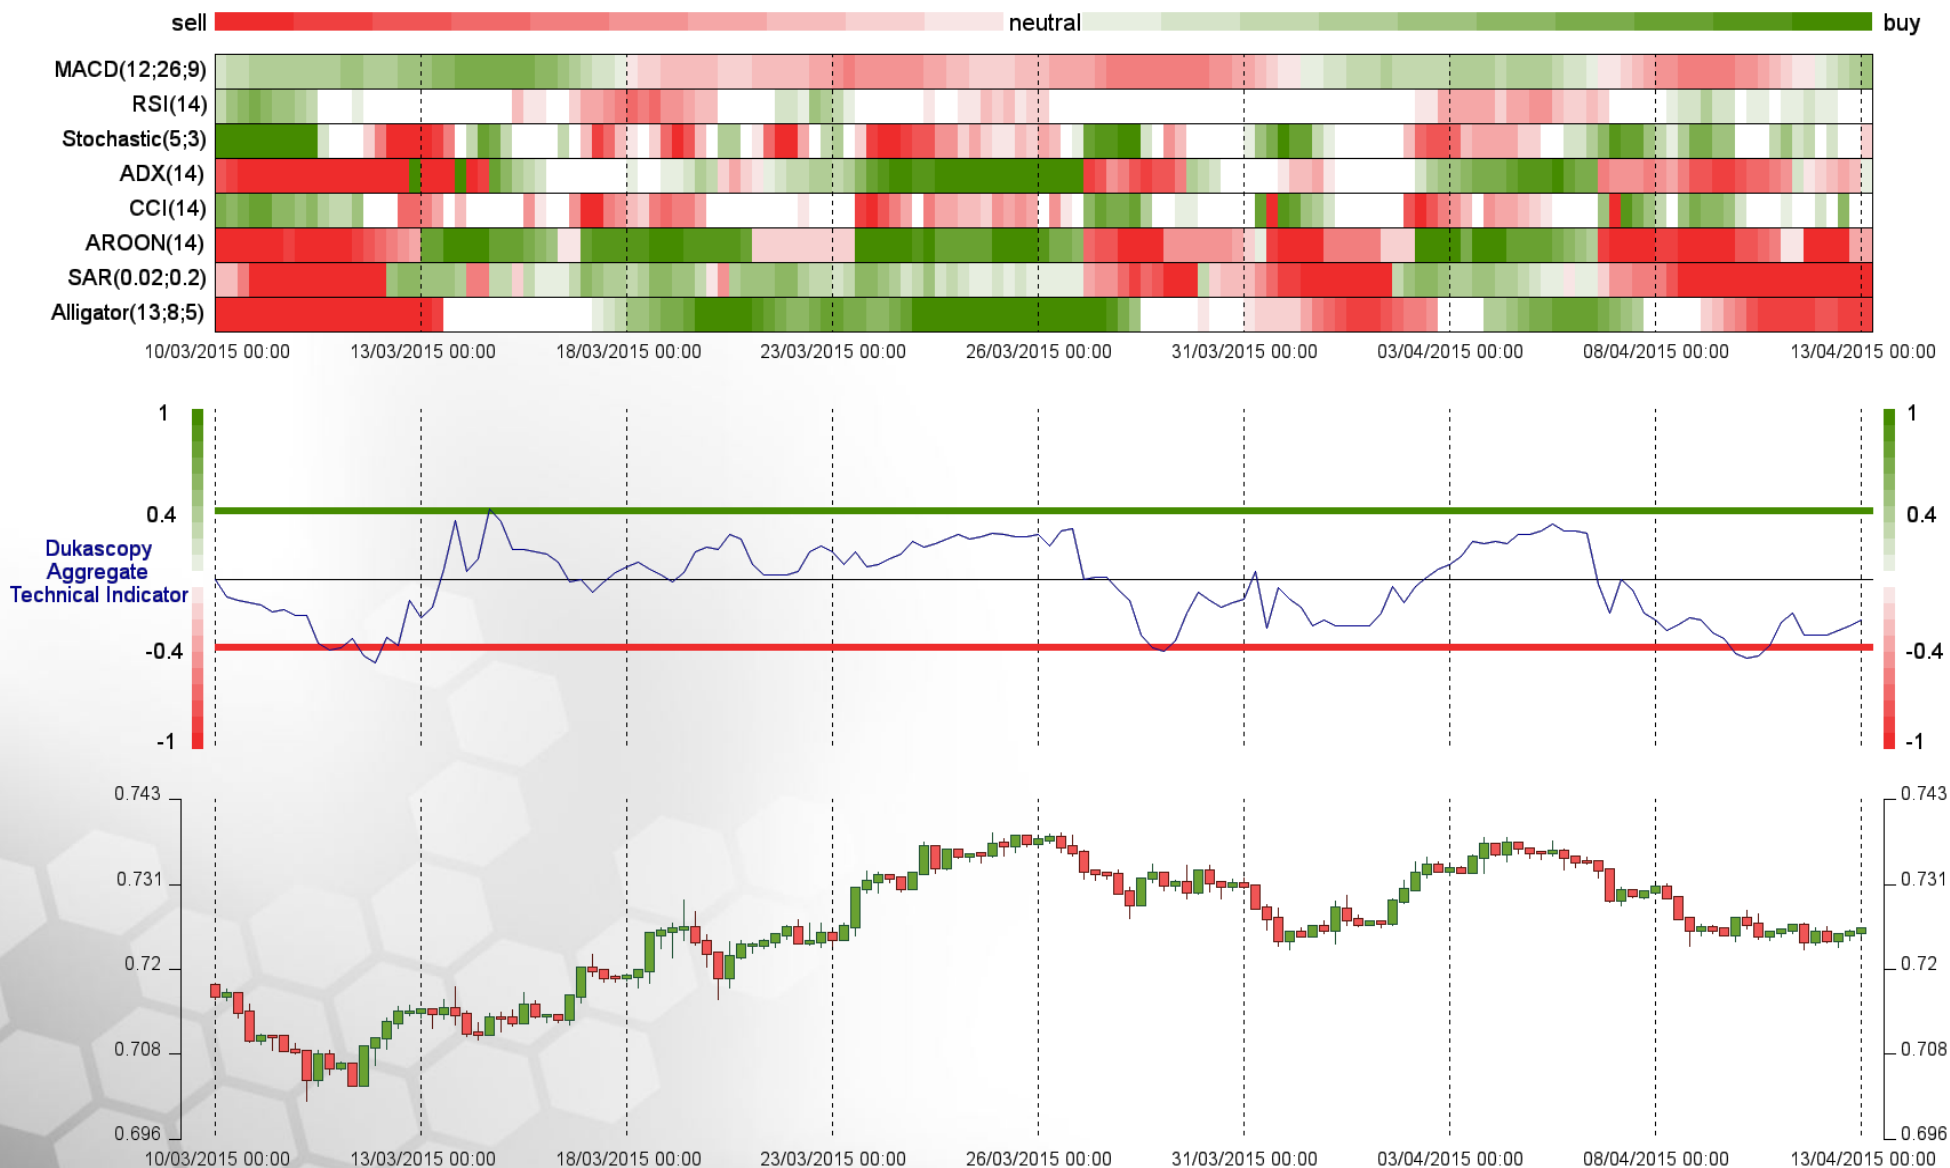 sell neutral buy
MACD(12;26;9)
RSI(14)
Stochastic(5;3)
ADX(14)
CCI(14)
AROON(14)
SAR(0.02;0.2)
Alligator(13;8;5)
10/03/2015 00:00 13/03/2015 00:00 18/03/2015 00:00 23/03/2015 00:00 26/03/2015 00:00 31/03/2015 00:00 03/04/2015 00:00 08/04/2015 00:00 13/04/2015 00:00
1 1
0.4 0.4
Dukascopy
Aggregate
Technical Indicator
-0.4 -0.4
-1 -1
0.743 0.743
0.731 0.731
0.72 0.72
0.708 0.708
0.696 0.696
10/03/2015 00:00 13/03/2015 00:00 18/03/2015 00:00 23/03/2015 00:00 26/03/2015 00:00 31/03/2015 00:00 03/04/2015 00:00 08/04/2015 00:00 13/04/2015 00:00